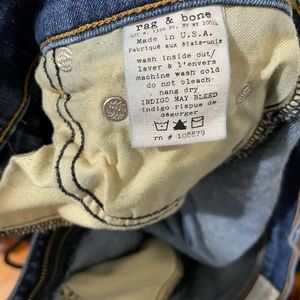 rag & bone
Made in U.S.A.
Fabriqué aux états-unis
wash inside out/
laver à l'envers
machine wash cold
do not bleach
hang dry
INDIGO MAY BLEED
indigo risque de
dégorger
rn # 108879